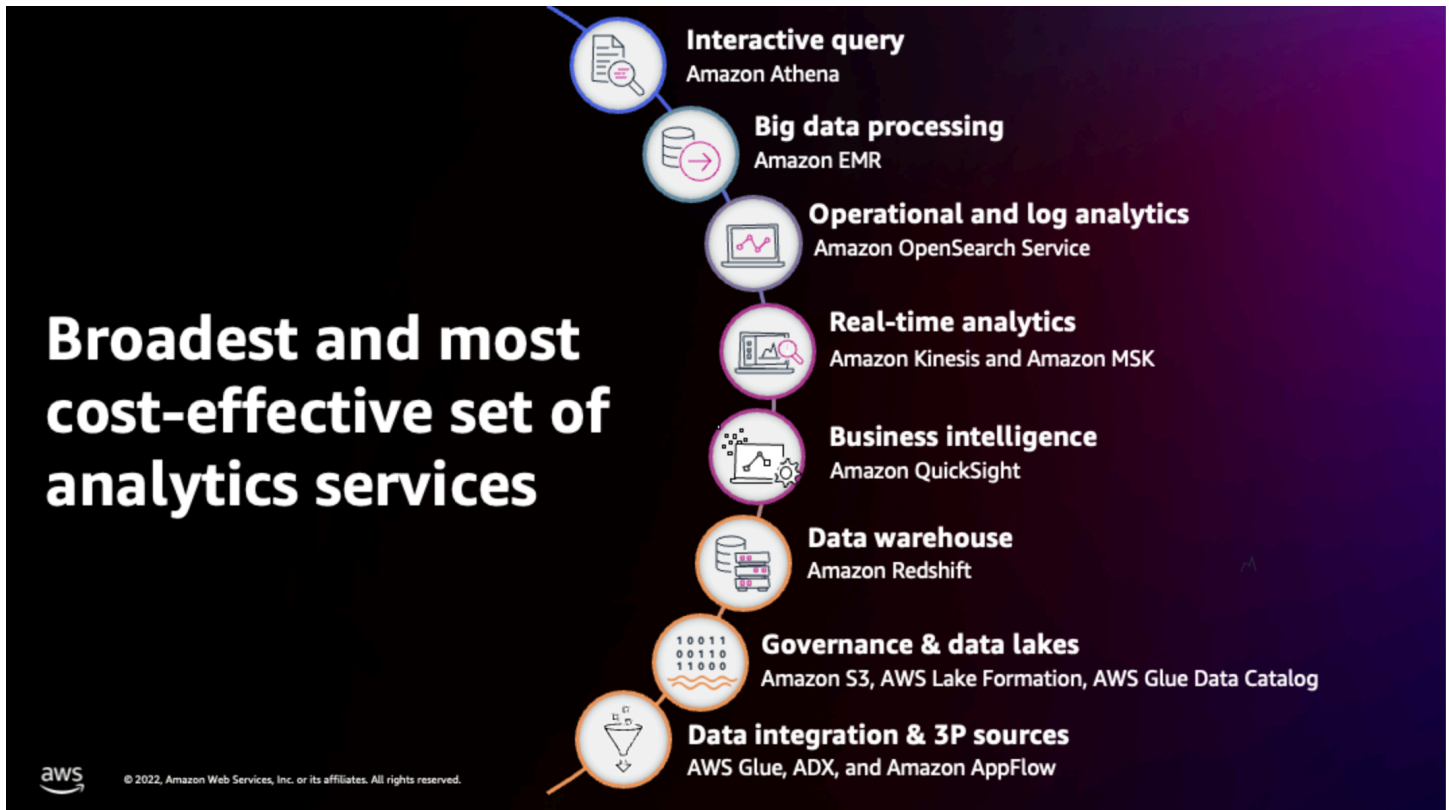 Broadest and most
cost-effective set of
analytics services
Interactive query
Amazon Athena
Big data processing
Amazon EMR
Operational and log analytics
Amazon OpenSearch Service
Real-time analytics
Amazon Kinesis and Amazon MSK
Business intelligence
Amazon QuickSight
Data warehouse
Amazon Redshift
10011
00110
11000
Governance & data lakes
Amazon S3, AWS Lake Formation, AWS Glue Data Catalog
Data integration & 3P sources
AWS Glue, ADX, and Amazon AppFlow
aws
© 2022, Amazon Web Services, Inc. or its affiliates. All rights reserved.